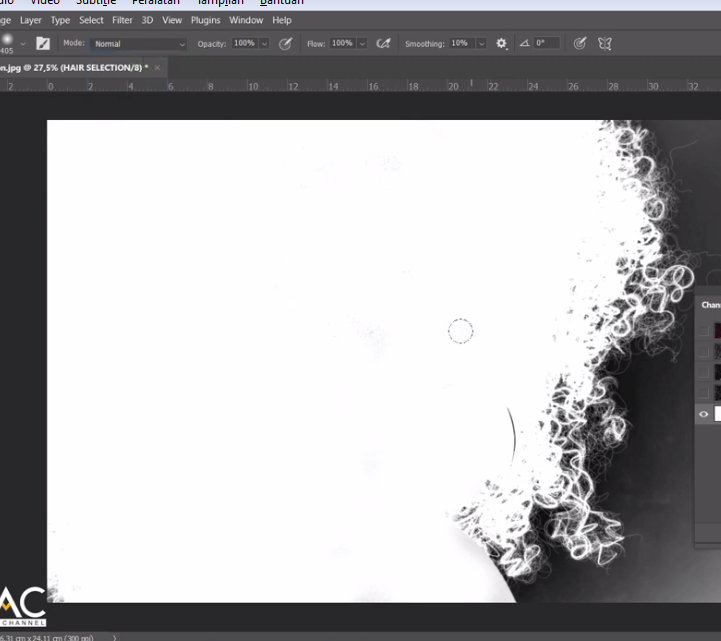 Video Subtitle Peralatan Tampilan Bantuan
Layer Type Select Filter 3D View Plugins Window Help
405 Mode: Normal Opacity: 100% Flow: 100% Smoothing: 10% 0°
n.jpg @ 27,5% (HAIR SELECTION/8) * ×
2 0 2 4 6 8 10 12 14 16 18 20 22 24 26 28 30 32
Chan
AC
CHANNEL
6,31 cm x 24,11 cm (300 ppi)